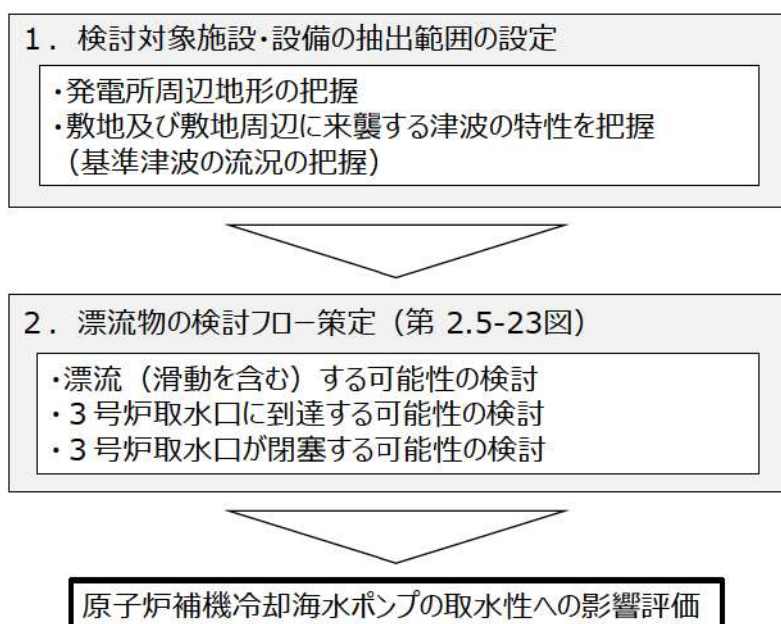 1．検討対象施設・設備の抽出範囲の設定
・発電所周辺地形の把握
・敷地及び敷地周辺に来襲する津波の特性を把握
（基準津波の流況の把握）
2．漂流物の検討フロー策定（第 2.5-23図）
・漂流（滑動を含む）する可能性の検討
・3号炉取水口に到達する可能性の検討
・3号炉取水口が閉塞する可能性の検討
原子炉補機冷却海水ポンプの取水性への影響評価